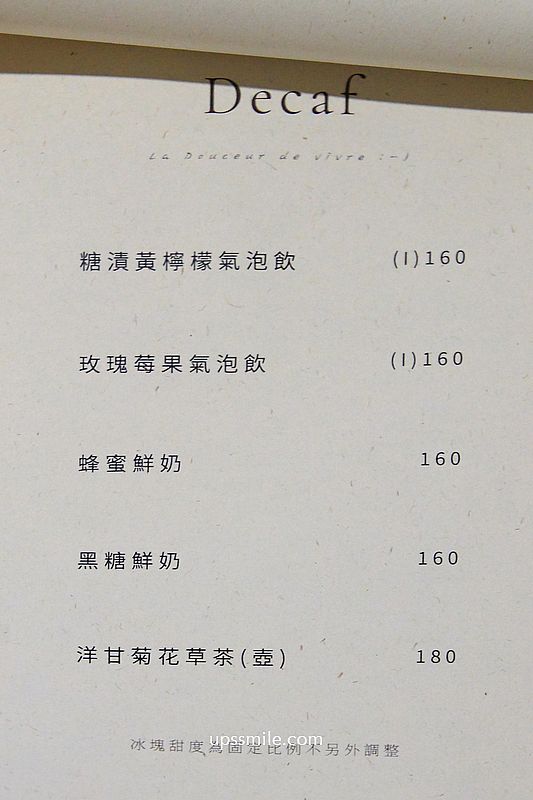 Decaf
La Douceur de vivre :-)
糖漬黃檸檬氣泡飲 (I)160
玫瑰莓果氣泡飲 (I)160
蜂蜜鮮奶 160
黑糖鮮奶 160
洋甘菊花草茶(壺) 180
冰塊甜度為固定比例不另外調整
upssmile.com